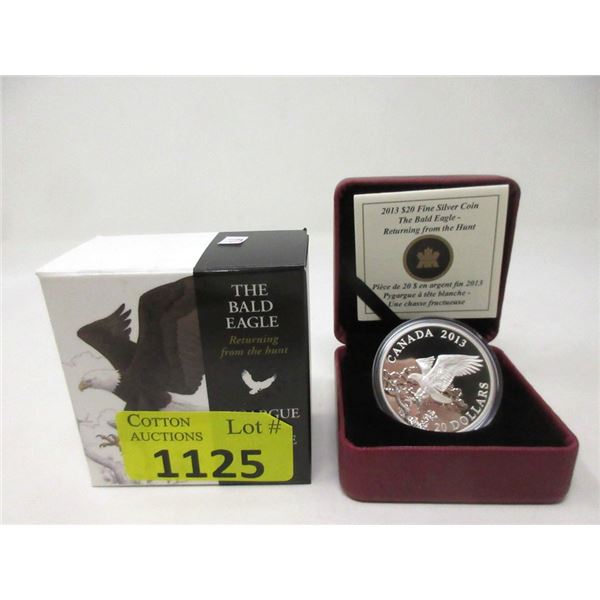 THE
BALD
EAGLE
Returning
from the hunt
COTTON
AUCTIONS
Lot #
1125
2013 $20 Fine Silver Coin
The Bald Eagle -
Returning from the Hunt
Pièce de 20 $ en argent fin 2013
Pygargue à tête blanche -
Une chasse fructueuse
CANADA 2013
20 DOLLARS